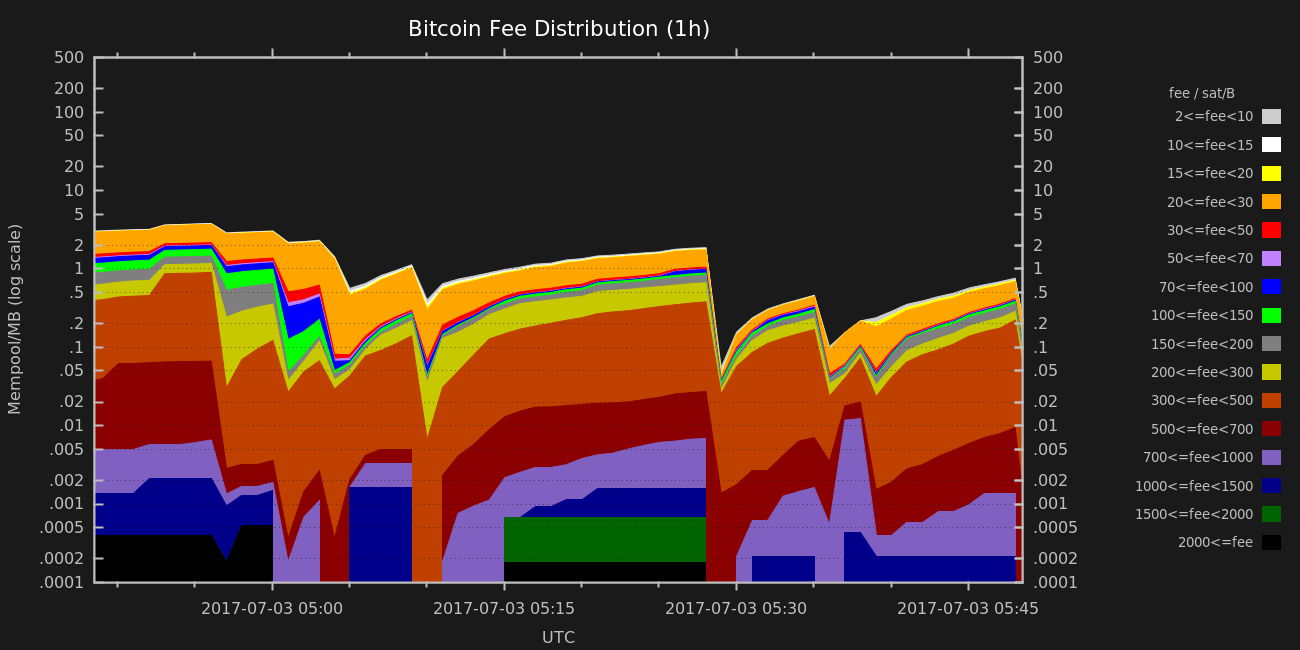 Bitcoin Fee Distribution (1h)
500
200
100
50
20
10
5
2
1
.5
.2
.1
.05
.02
.01
.005
.002
.001
.0005
.0002
.0001
Mempool/MB (log scale)
500
200
100
50
20
10
5
2
1
.5
.2
.1
.05
.02
.01
.005
.002
.001
.0005
.0002
.0001
2017-07-03 05:00 2017-07-03 05:15 2017-07-03 05:30 2017-07-03 05:45
UTC
fee / sat/B
2<=fee<10
10<=fee<15
15<=fee<20
20<=fee<30
30<=fee<50
50<=fee<70
70<=fee<100
100<=fee<150
150<=fee<200
200<=fee<300
300<=fee<500
500<=fee<700
700<=fee<1000
1000<=fee<1500
1500<=fee<2000
2000<=fee